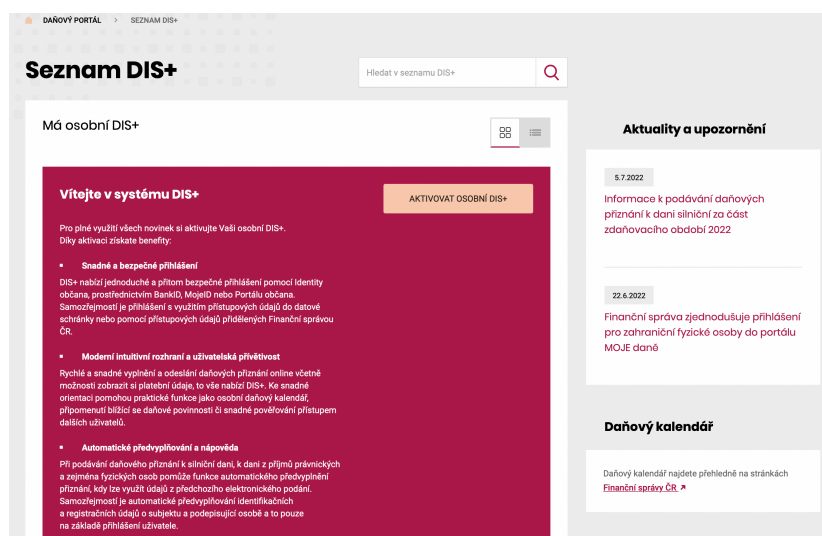 DAŇOVÝ PORTÁL > SEZNAM DIS+
Seznam DIS+
Hledat v seznamu DIS+
Má osobní DIS+
Vítejte v systému DIS+
AKTIVOVAT OSOBNÍ DIS+
Pro plné využití všech novinek si aktivujte Vaši osobní DIS+.
Díky aktivaci získate benefity:
▪ Snadné a bezpečné přihlášení
DIS+ nabízí jednoduché a přitom bezpečné přihlášení pomocí Identity
občana, prostřednictvím BankID, MojeID nebo Portálu občana.
Samozřejmostí je přihlášení s využitím přístupových údajů do datové
schránky nebo pomocí přístupových údajů přidělených Finanční správou
ČR.
▪ Moderní intuitivní rozhraní a uživatelská přívětivost
Rychlé a snadné vyplnění a odeslání daňových přiznání online včetně
možnosti zobrazit si platební údaje, to vše nabízí DIS+. Ke snadné
orientaci pomohou praktické funkce jako osobní daňový kalendář,
připomenutí blížící se daňové povinnosti či snadné pověřování přístupem
dalších uživatelů.
▪ Automatické předvyplňování a nápověda
Při podávání daňového přiznání k silniční dani, k dani z příjmů právnických
a zejména fyzických osob pomůže funkce automatického předvyplnění
přiznání, kdy lze využít údajů z předchozího elektronického podání.
Samozřejmostí je automatické předvyplňování identifikačních
a registračních údajů o subjektu a podepisující osobě a to pouze
na základě přihlášení uživatele.
Aktuality a upozornění
5.7.2022
Informace k podávání daňových
přiznání k dani silniční za část
zdaňovacího období 2022
22.6.2022
Finanční správa zjednodušuje přihlášení
pro zahraniční fyzické osoby do portálu
MOJE daně
Daňový kalendář
Daňový kalendář najdete přehledně na stránkách
Finanční správy ČR